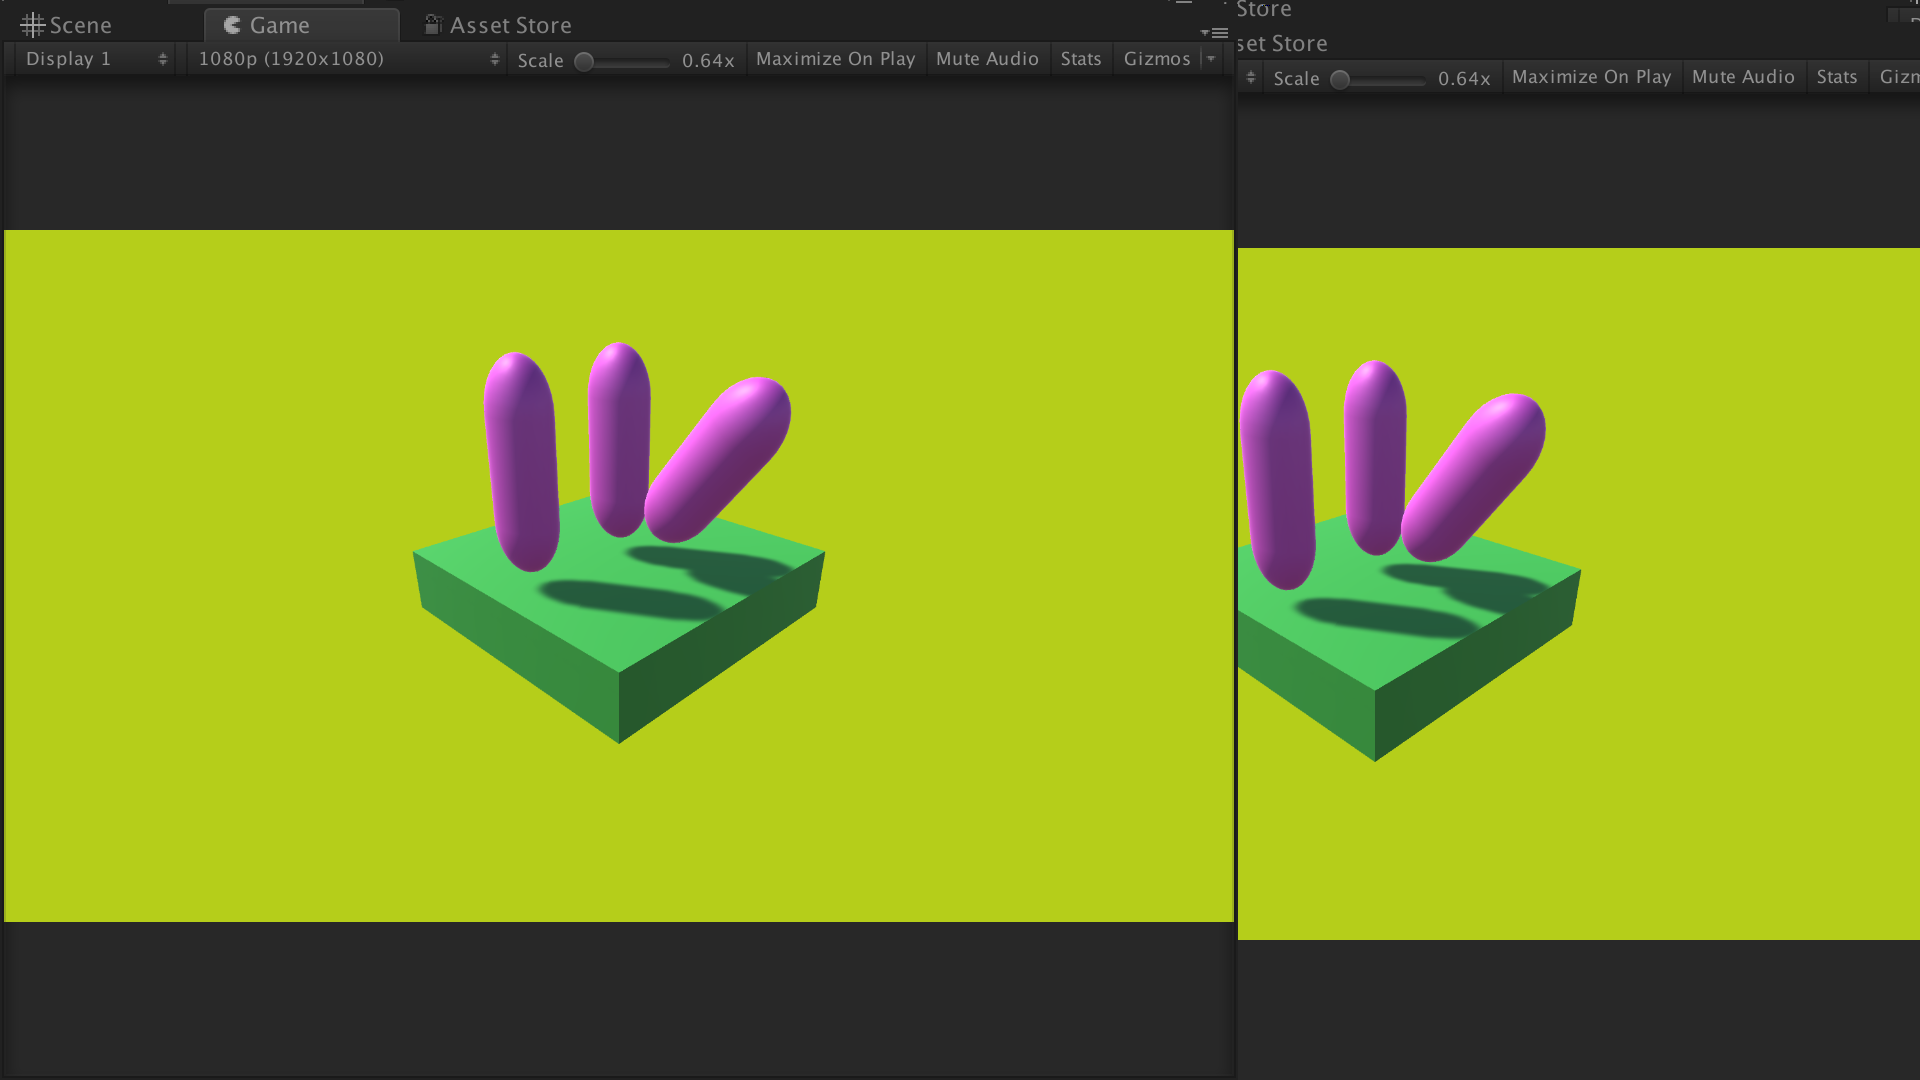 Scene Game Asset Store
Display 1 1080p (1920x1080) Scale 0.64x Maximize On Play Mute Audio Stats Gizmos
Store
set Store
Scale 0.64x Maximize On Play Mute Audio Stats Gizm